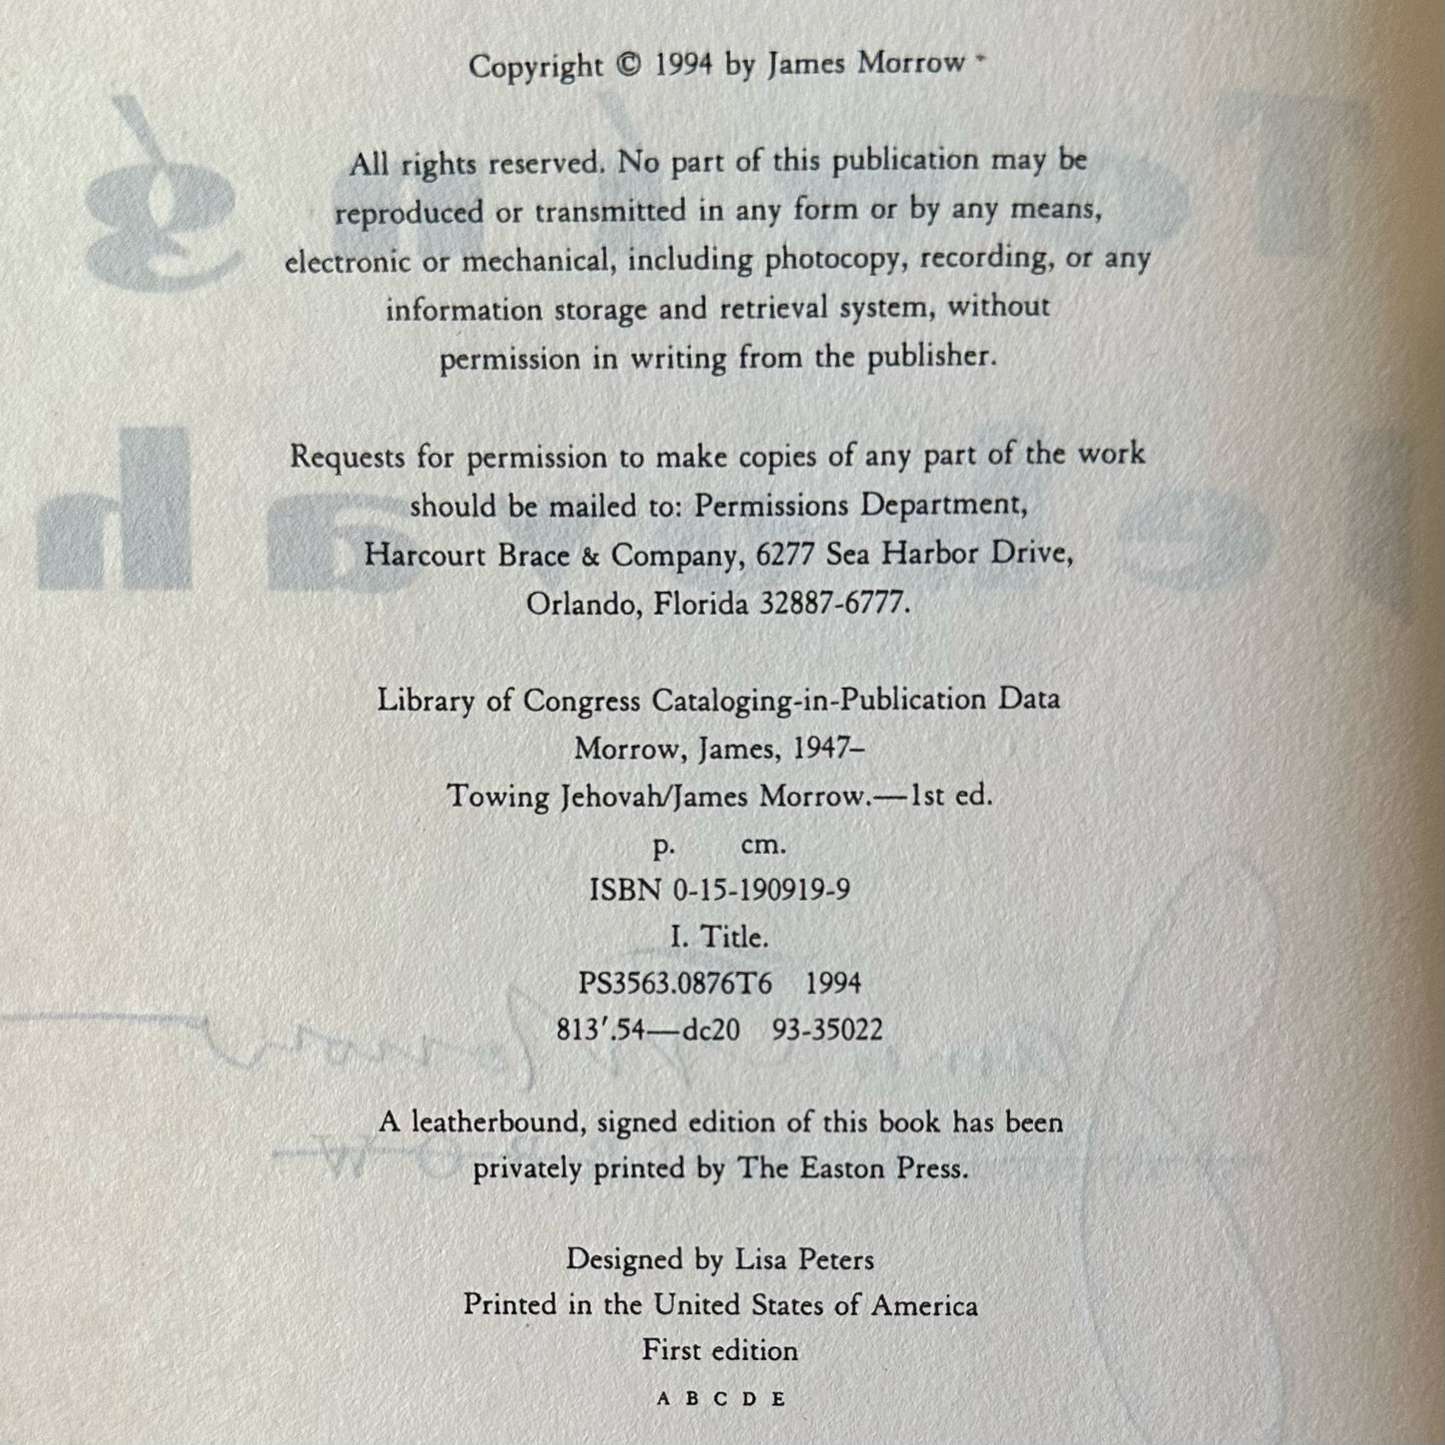 Copyright © 1994 by James Morrow
All rights reserved. No part of this publication may be
reproduced or transmitted in any form or by any means,
electronic or mechanical, including photocopy, recording, or any
information storage and retrieval system, without
permission in writing from the publisher.
Requests for permission to make copies of any part of the work
should be mailed to: Permissions Department,
Harcourt Brace & Company, 6277 Sea Harbor Drive,
Orlando, Florida 32887-6777.
Library of Congress Cataloging-in-Publication Data
Morrow, James, 1947–
Towing Jehovah/James Morrow.—1st ed.
p. cm.
ISBN 0-15-190919-9
I. Title.
PS3563.0876T6 1994
813′.54—dc20 93-35022
A leatherbound, signed edition of this book has been
privately printed by The Easton Press.
Designed by Lisa Peters
Printed in the United States of America
First edition
A B C D E